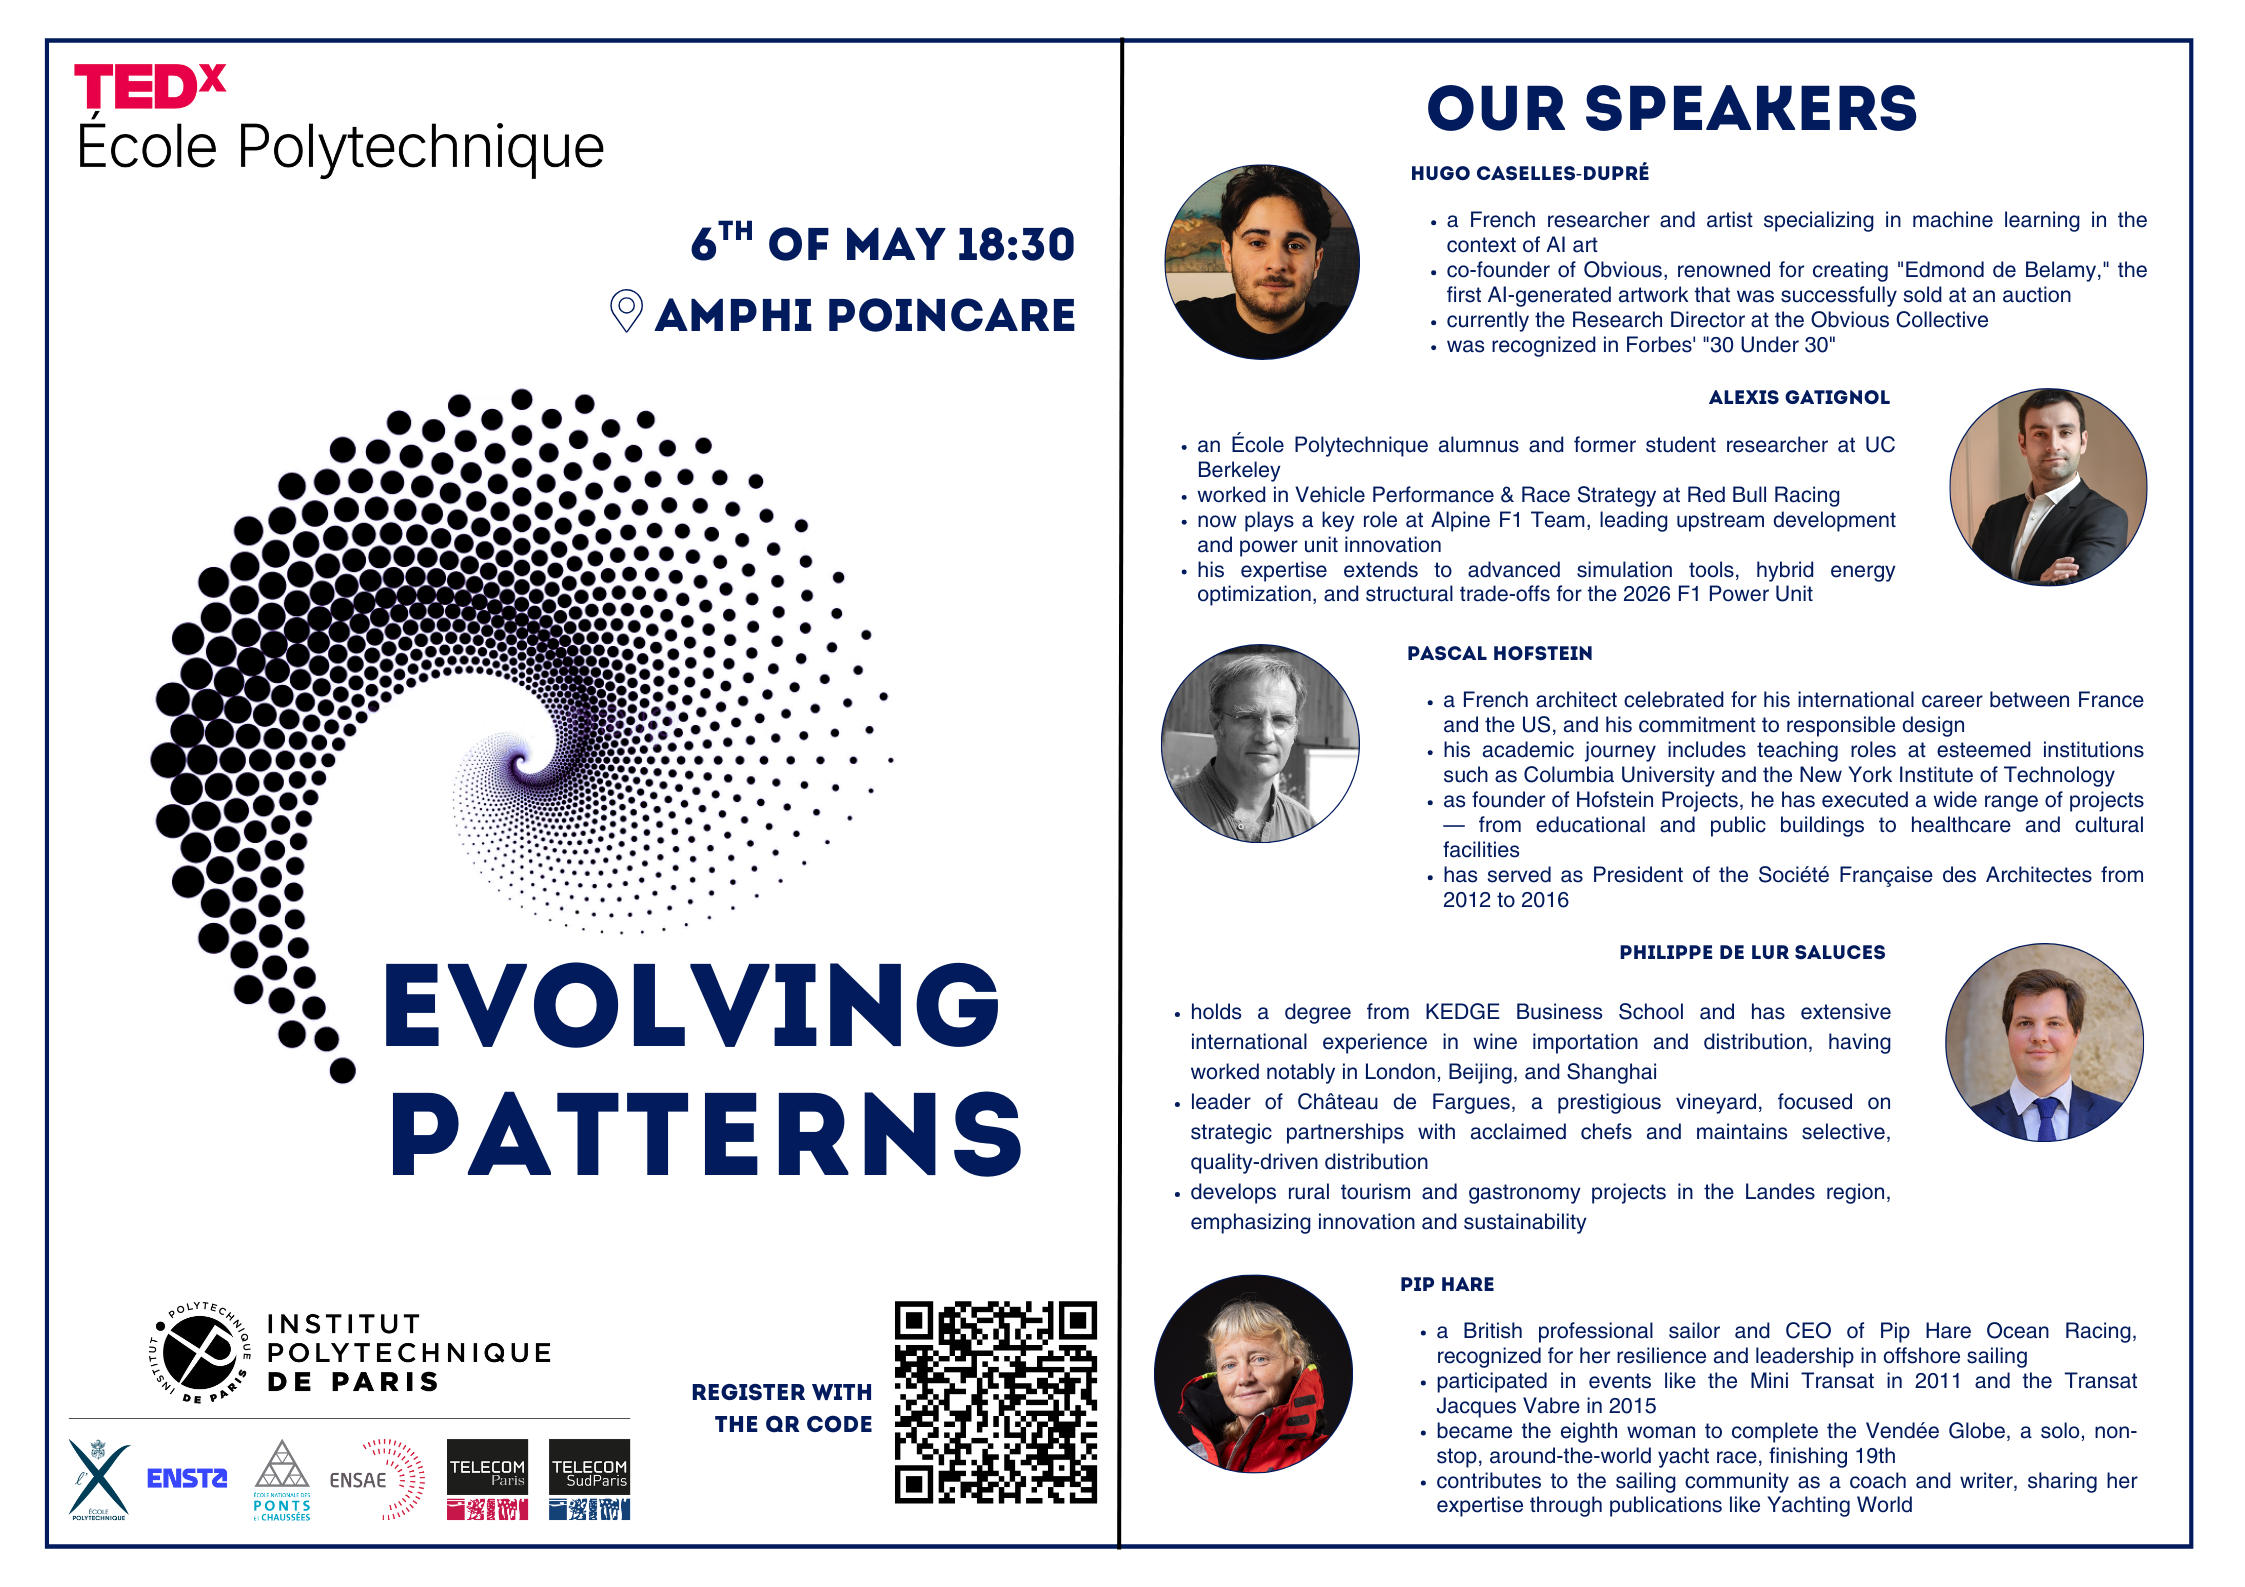 TEDx
École Polytechnique
6TH OF MAY 18:30
AMPHI POINCARE
EVOLVING
PATTERNS
INSTITUT POLYTECHNIQUE DE PARIS
INSTITUT
POLYTECHNIQUE
DE PARIS
REGISTER WITH
THE QR CODE
l'X
ÉCOLE
POLYTECHNIQUE
ENSTA
ÉCOLE NATIONALE DES
PONTS
ET CHAUSSÉES
ENSAE
TELECOM
Paris
TELECOM
SudParis
OUR SPEAKERS
HUGO CASELLES-DUPRÉ
• a French researcher and artist specializing in machine learning in the
context of AI art
• co-founder of Obvious, renowned for creating "Edmond de Belamy," the
first AI-generated artwork that was successfully sold at an auction
• currently the Research Director at the Obvious Collective
• was recognized in Forbes' "30 Under 30"
ALEXIS GATIGNOL
• an École Polytechnique alumnus and former student researcher at UC
Berkeley
• worked in Vehicle Performance & Race Strategy at Red Bull Racing
• now plays a key role at Alpine F1 Team, leading upstream development
and power unit innovation
• his expertise extends to advanced simulation tools, hybrid energy
optimization, and structural trade-offs for the 2026 F1 Power Unit
PASCAL HOFSTEIN
• a French architect celebrated for his international career between France
and the US, and his commitment to responsible design
• his academic journey includes teaching roles at esteemed institutions
such as Columbia University and the New York Institute of Technology
• as founder of Hofstein Projects, he has executed a wide range of projects
— from educational and public buildings to healthcare and cultural
facilities
• has served as President of the Société Française des Architectes from
2012 to 2016
PHILIPPE DE LUR SALUCES
• holds a degree from KEDGE Business School and has extensive
international experience in wine importation and distribution, having
worked notably in London, Beijing, and Shanghai
• leader of Château de Fargues, a prestigious vineyard, focused on
strategic partnerships with acclaimed chefs and maintains selective,
quality-driven distribution
• develops rural tourism and gastronomy projects in the Landes region,
emphasizing innovation and sustainability
PIP HARE
• a British professional sailor and CEO of Pip Hare Ocean Racing,
recognized for her resilience and leadership in offshore sailing
• participated in events like the Mini Transat in 2011 and the Transat
Jacques Vabre in 2015
• became the eighth woman to complete the Vendée Globe, a solo, non-
stop, around-the-world yacht race, finishing 19th
• contributes to the sailing community as a coach and writer, sharing her
expertise through publications like Yachting World